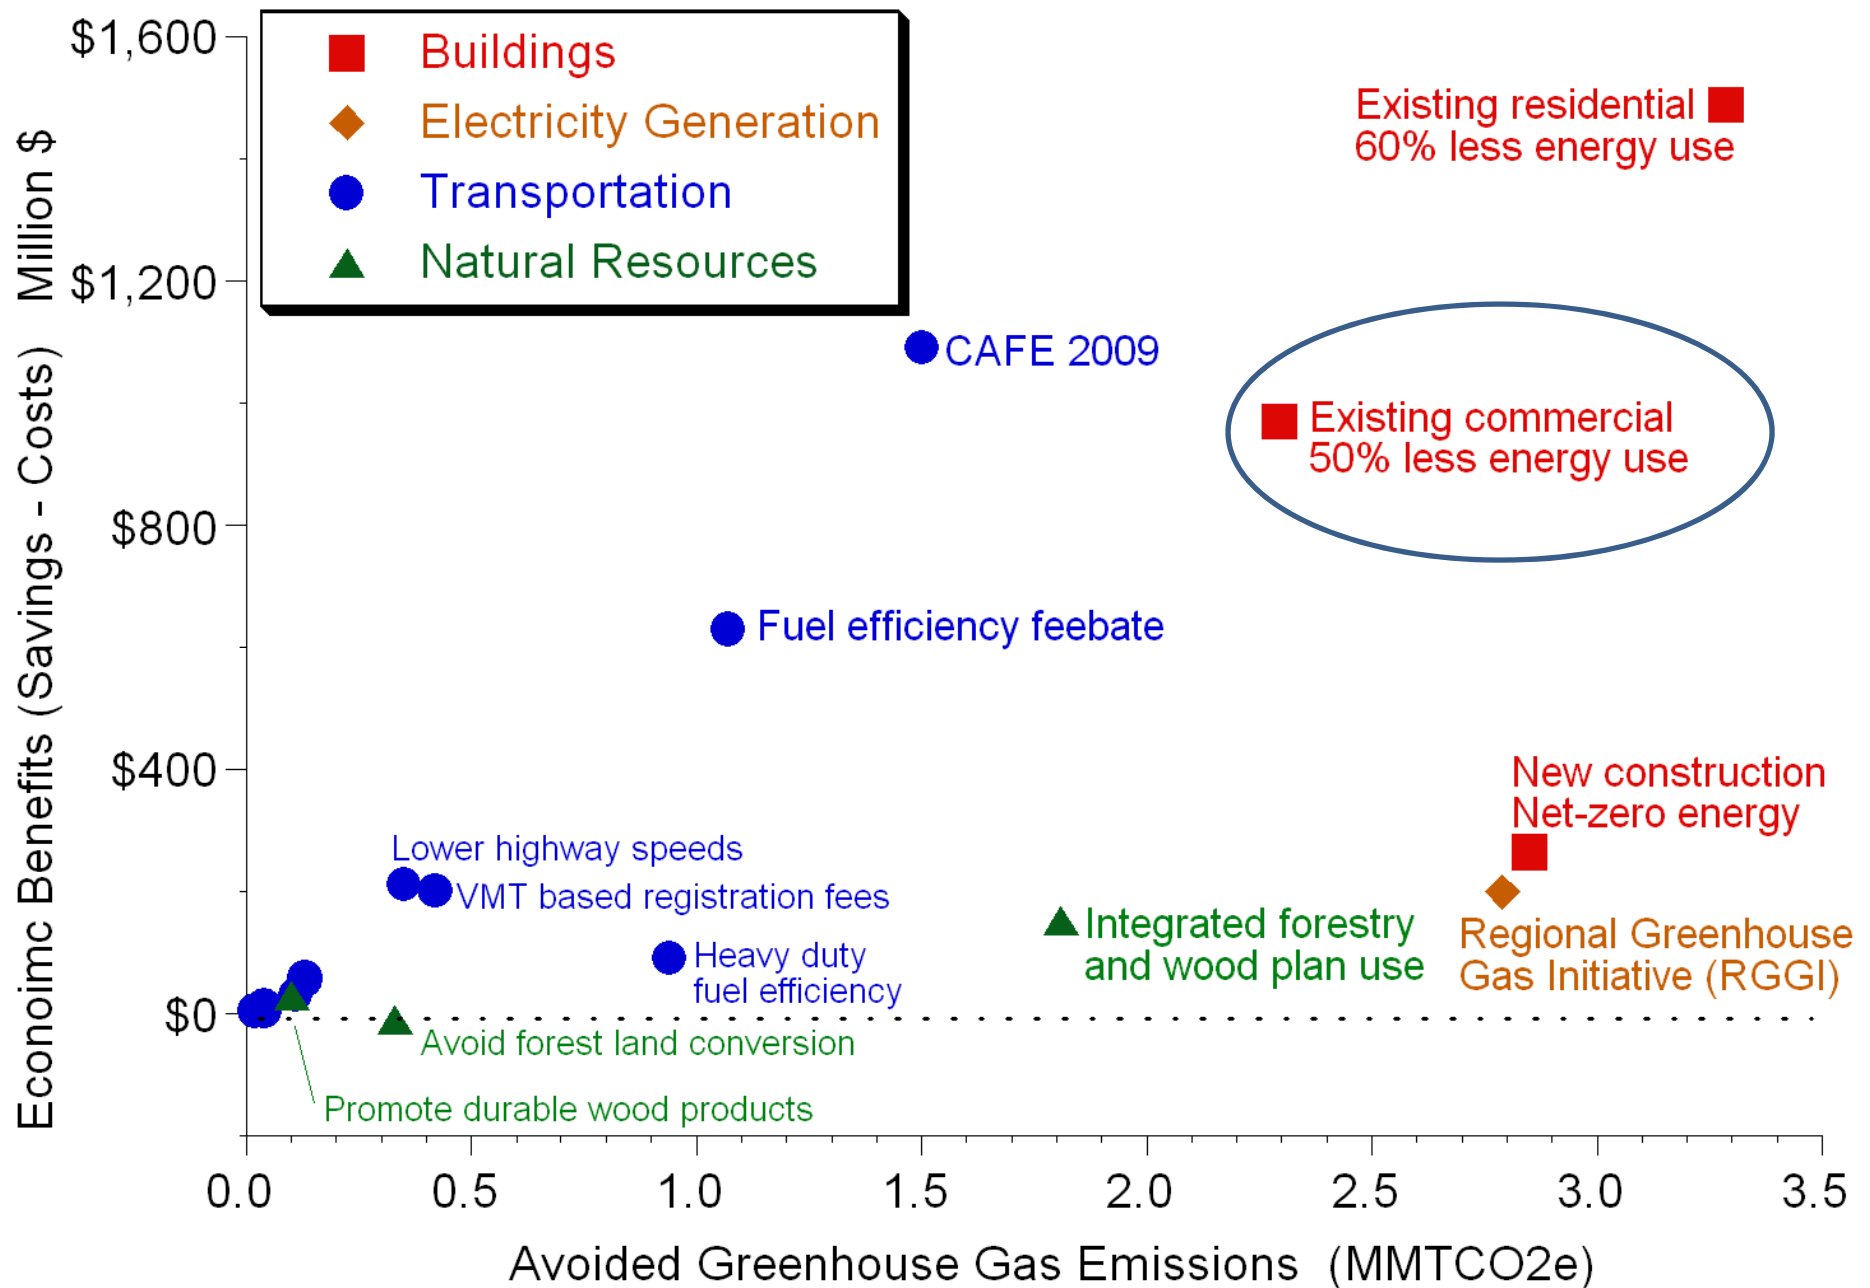 Econoimc Benefits (Savings - Costs)  Million $
$1,600
$1,200
$800
$400
$0
Buildings
Electricity Generation
Transportation
Natural Resources
Existing residential
60% less energy use
CAFE 2009
Existing commercial
50% less energy use
Fuel efficiency feebate
New construction
Net-zero energy
Lower highway speeds
VMT based registration fees
Integrated forestry
and wood plan use
Regional Greenhouse
Gas Initiative (RGGI)
Heavy duty
fuel efficiency
Avoid forest land conversion
Promote durable wood products
0.0 0.5 1.0 1.5 2.0 2.5 3.0 3.5
Avoided Greenhouse Gas Emissions  (MMTCO2e)